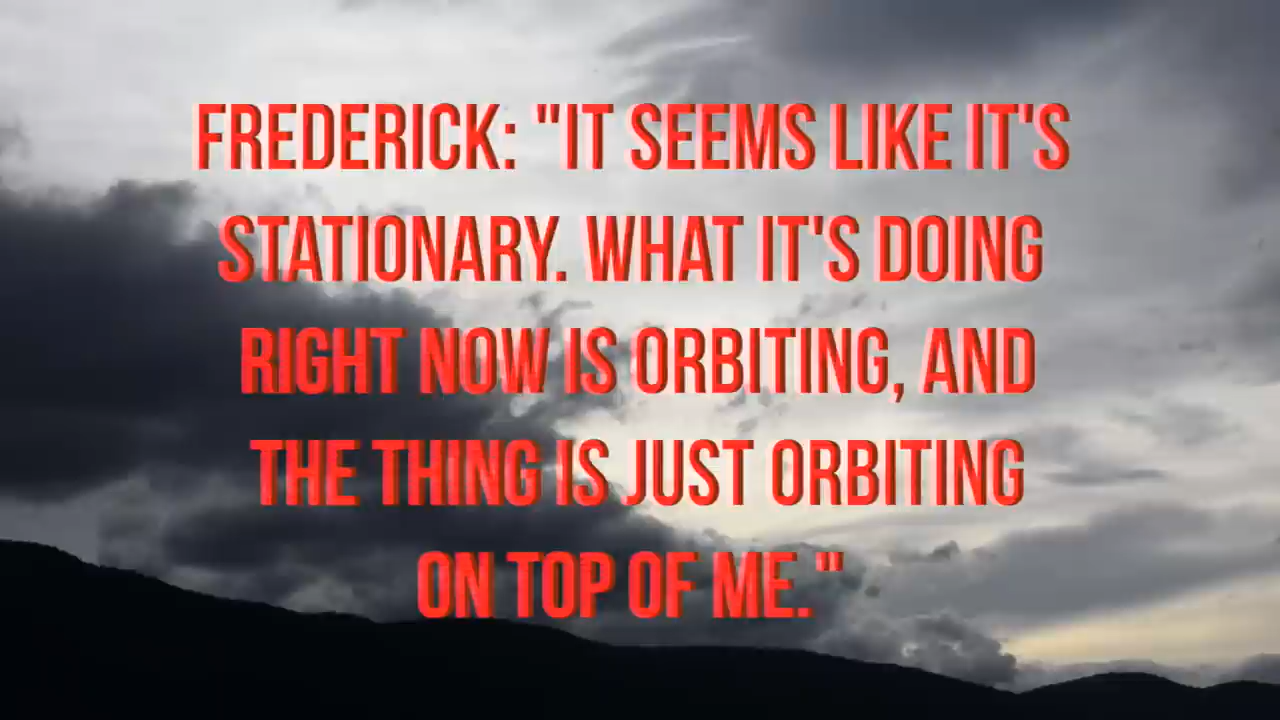 FREDERICK: "IT SEEMS LIKE IT'S
STATIONARY. WHAT IT'S DOING
RIGHT NOW IS ORBITING, AND
THE THING IS JUST ORBITING
ON TOP OF ME."